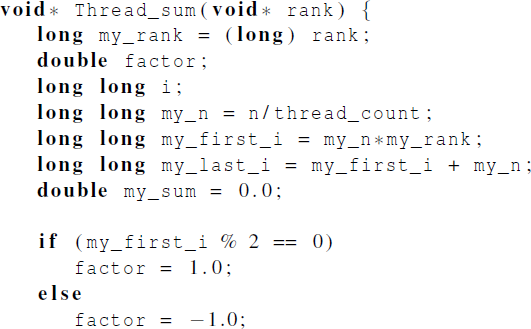 void* Thread_sum(void* rank) {
   long my_rank = (long) rank;
   double factor;
   long long i;
   long long my_n = n/thread_count;
   long long my_first_i = my_n*my_rank;
   long long my_last_i = my_first_i + my_n;
   double my_sum = 0.0;

   if (my_first_i % 2 == 0)
      factor = 1.0;
   else
      factor = −1.0;